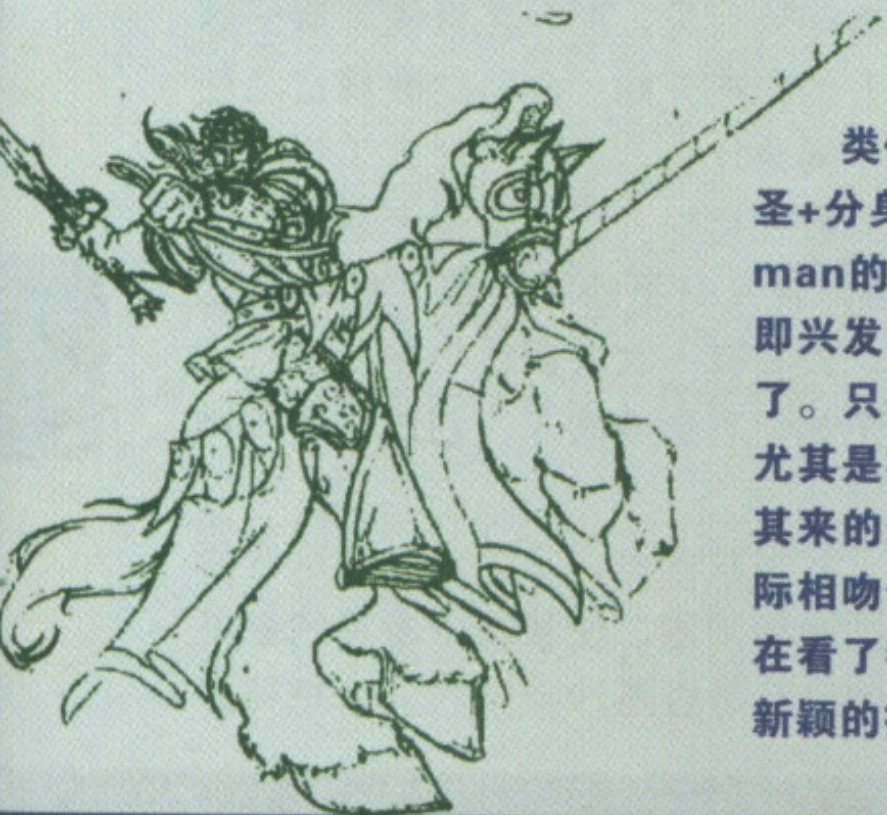 类
圣+分身
man的
即兴发
了。只
尤其是
其来的
际相吻
在看了
新颖的